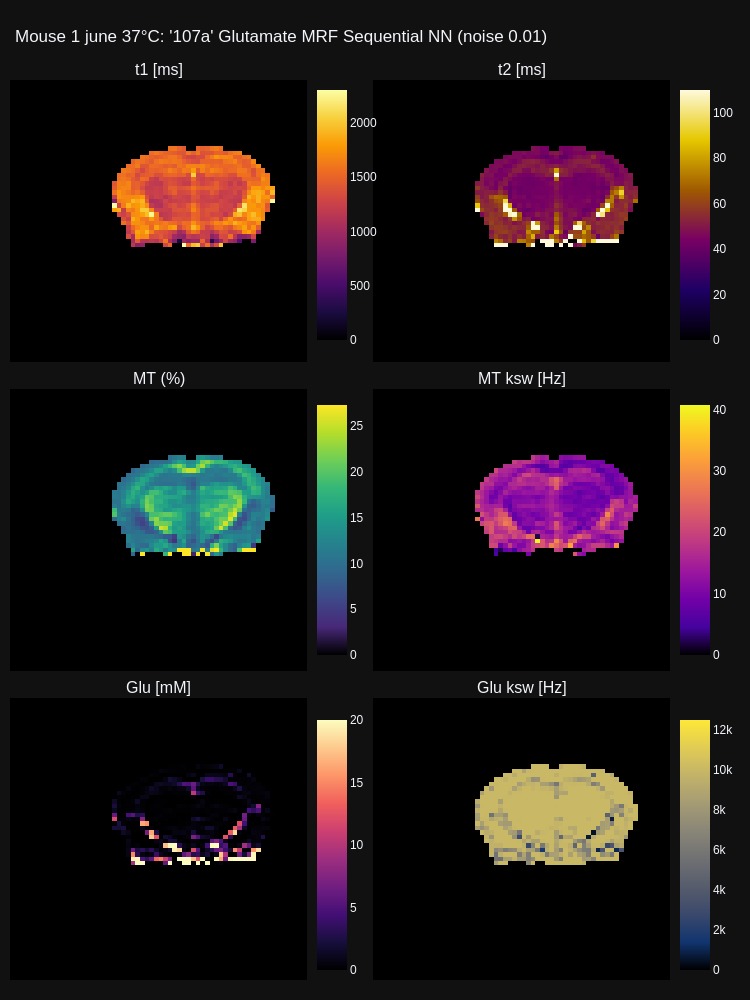 Mouse 1 june 37°C: '107a' Glutamate MRF Sequential NN (noise 0.01)
t1 [ms]
t2 [ms]
2000
1500
1000
500
0
100
80
60
40
20
0
MT (%)
MT ksw [Hz]
25
20
15
10
5
0
40
30
20
10
0
Glu [mM]
Glu ksw [Hz]
20
15
10
5
0
12k
10k
8k
6k
4k
2k
0